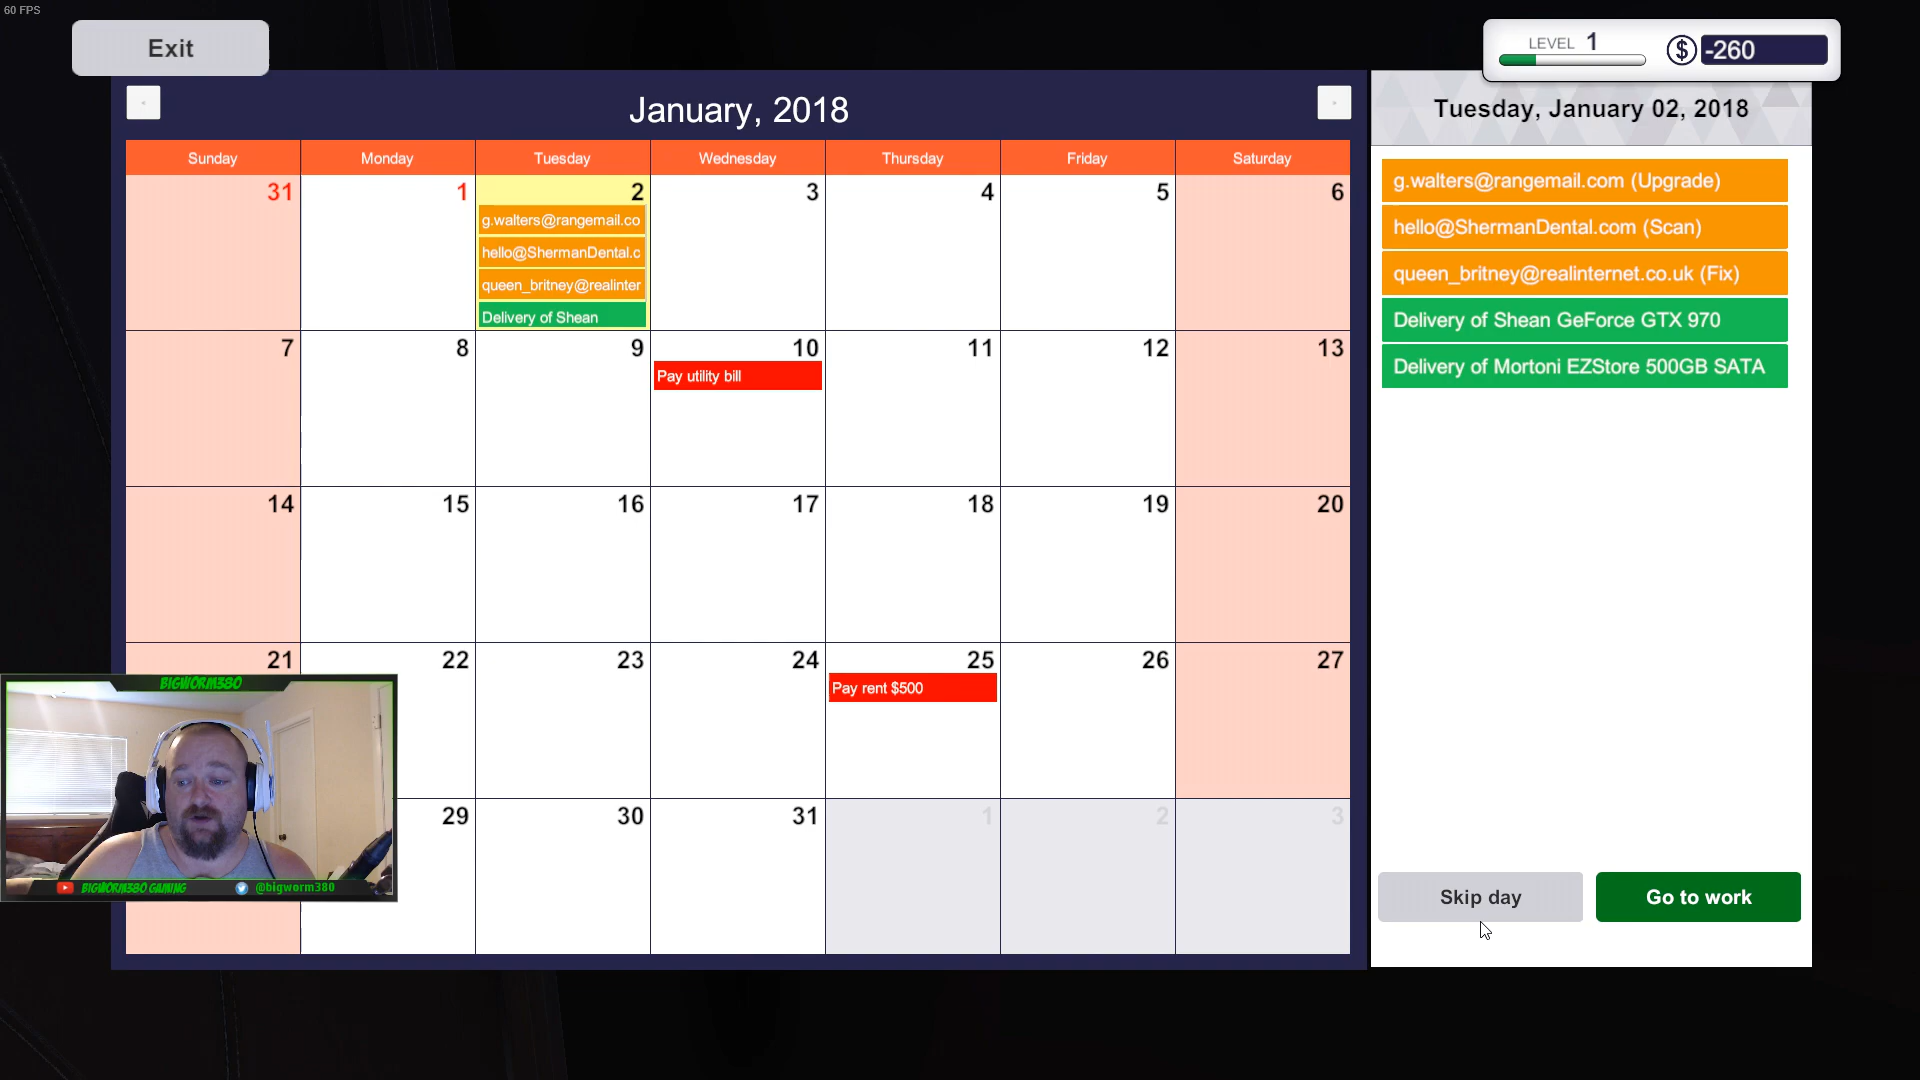 60 FPS
Exit
LEVEL 1
$ -260
January, 2018
Tuesday, January 02, 2018
Sunday Monday Tuesday Wednesday Thursday Friday Saturday
31 1 2 3 4 5 6
g.walters@rangemail.co
hello@ShermanDental.c
queen_britney@realinter
Delivery of Shean
7 8 9 10 11 12 13
Pay utility bill
14 15 16 17 18 19 20
21 22 23 24 25 26 27
Pay rent $500
29 30 31 1 2 3
g.walters@rangemail.com (Upgrade)
hello@ShermanDental.com (Scan)
queen_britney@realinternet.co.uk (Fix)
Delivery of Shean GeForce GTX 970
Delivery of Mortoni EZStore 500GB SATA
Skip day
Go to work
BIGWORM380
BIGWORM380 GAMING
@bigworm380